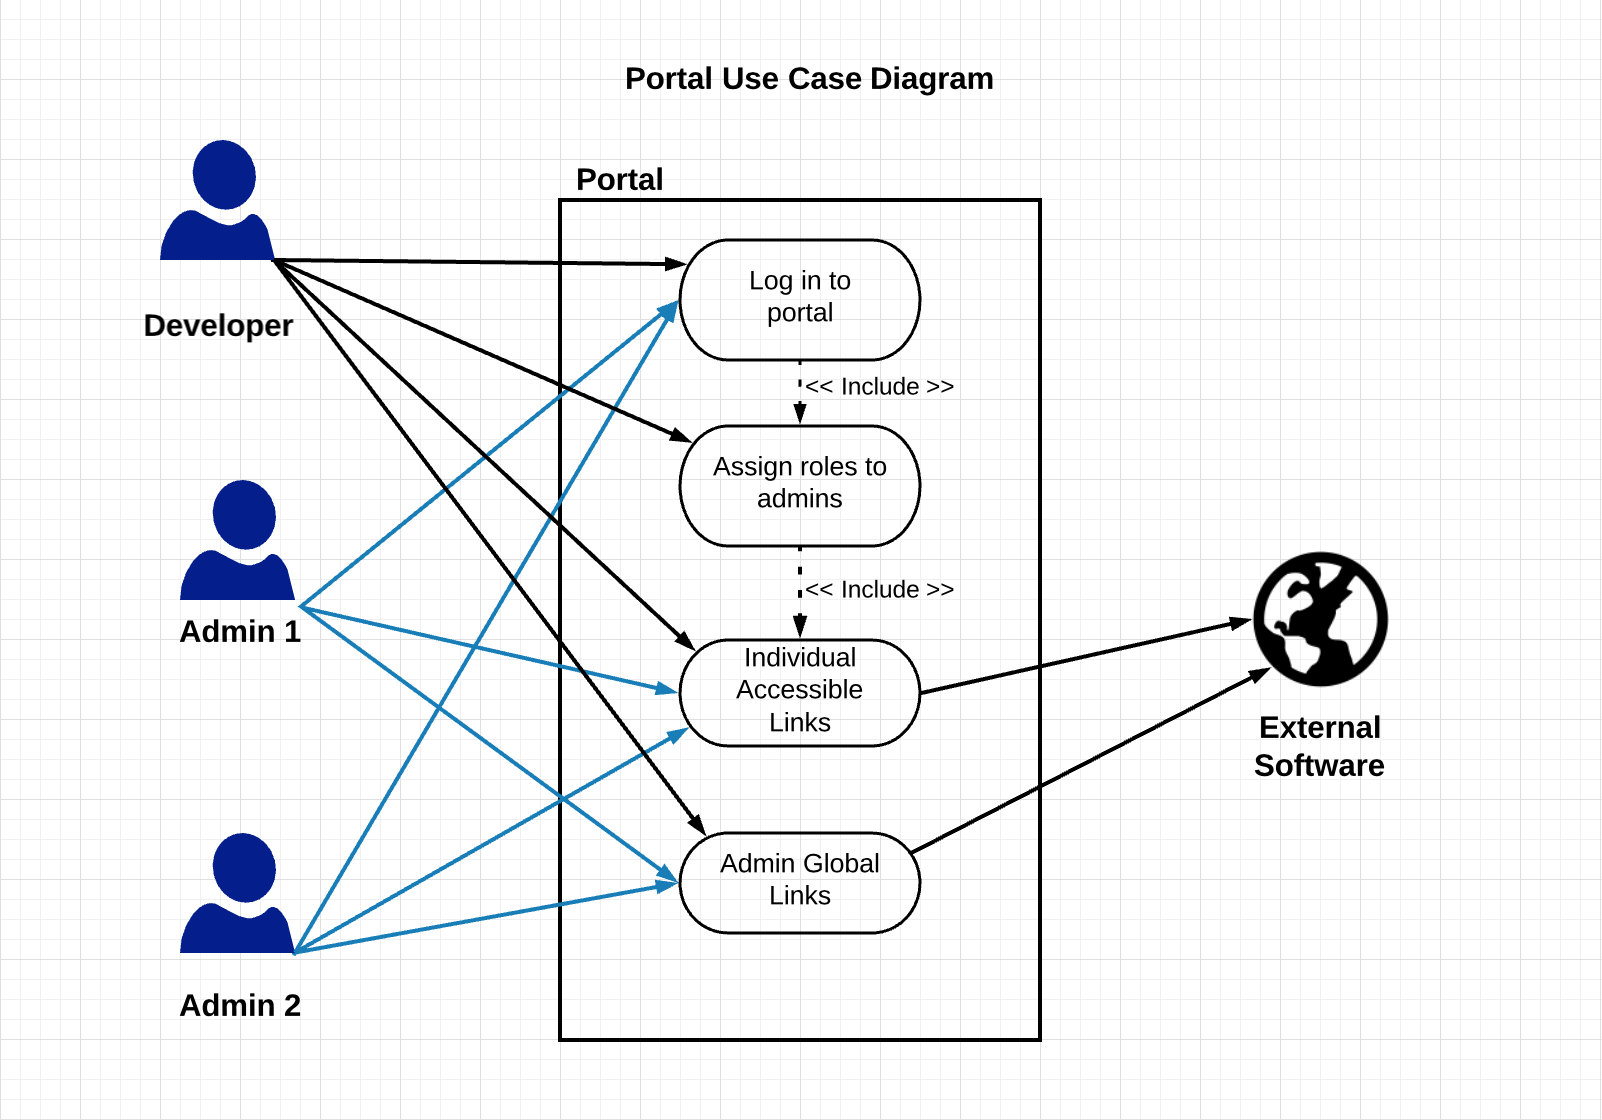 Portal Use Case Diagram
Portal
Developer
Log in to
portal
<< Include >>
Assign roles to
admins
<< Include >>
Admin 1
Individual
Accessible
Links
External
Software
Admin Global
Links
Admin 2